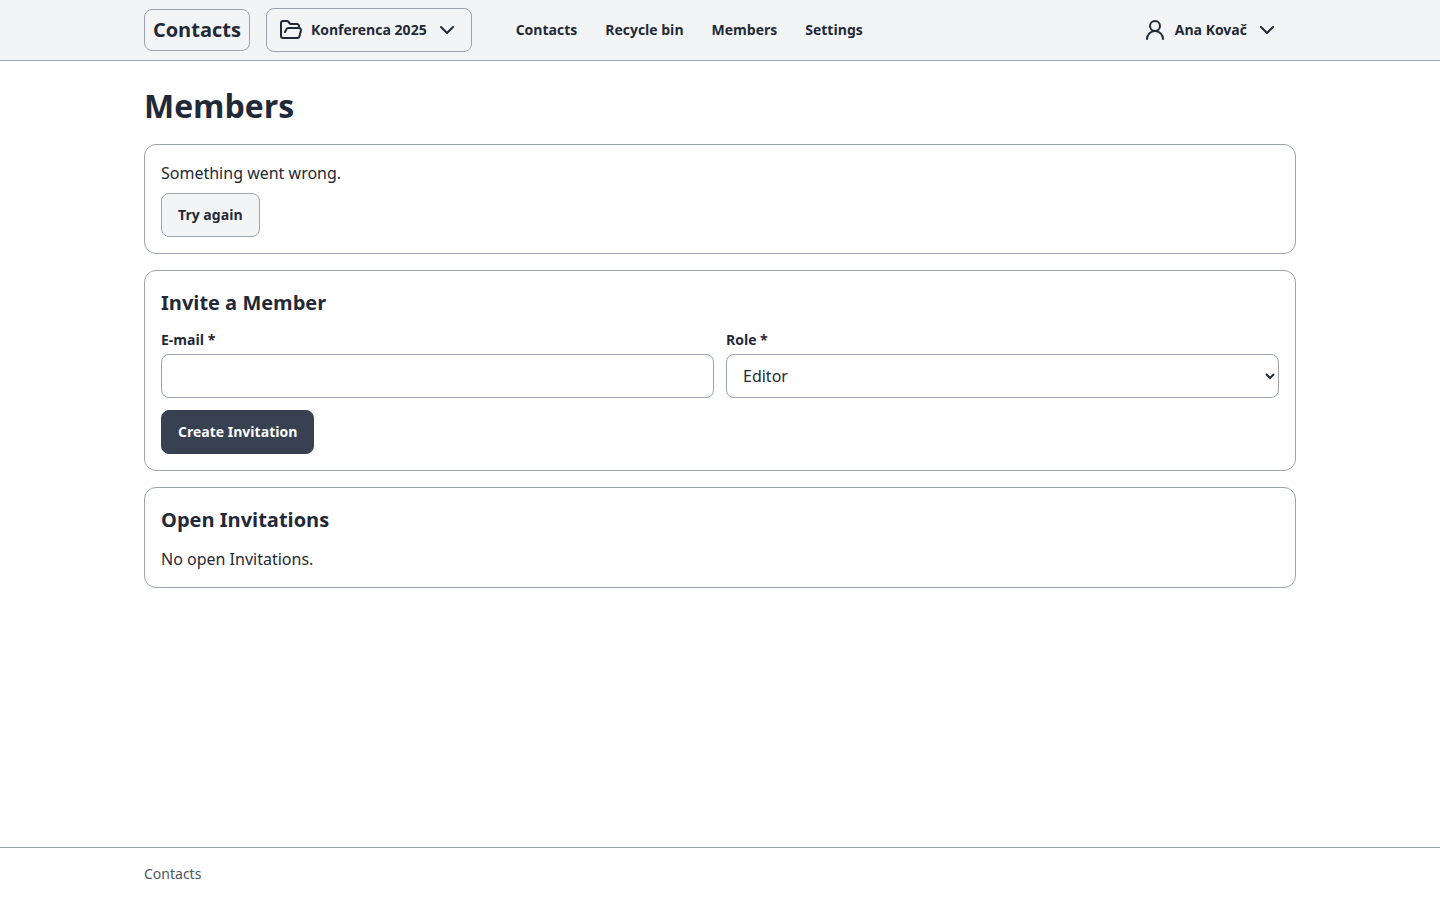 Contacts
Konferenca 2025
Contacts
Recycle bin
Members
Settings
Ana Kovač
Members
Something went wrong.
Try again
Invite a Member
E-mail *
Role *
Editor
Create Invitation
Open Invitations
No open Invitations.
Contacts